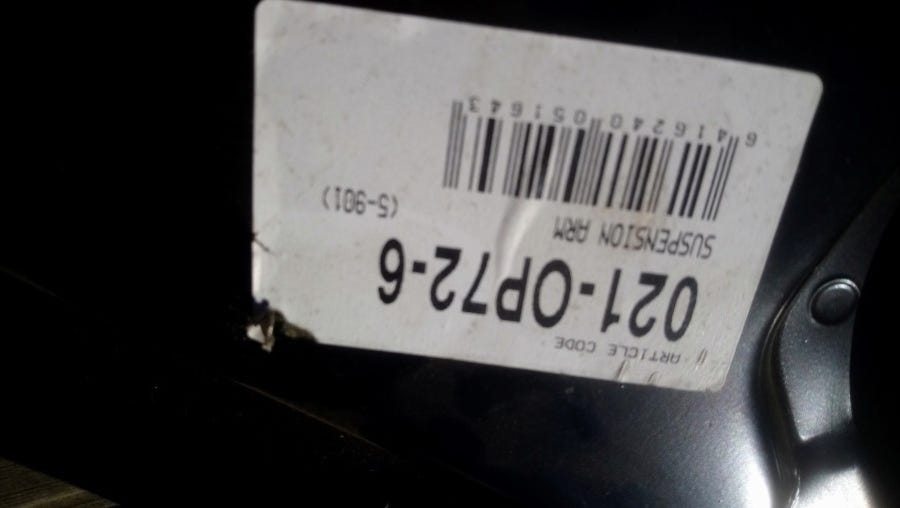 ARTICLE CODE
021-OP72-6
SUSPENSION ARM (5-901)
6 416240 051643